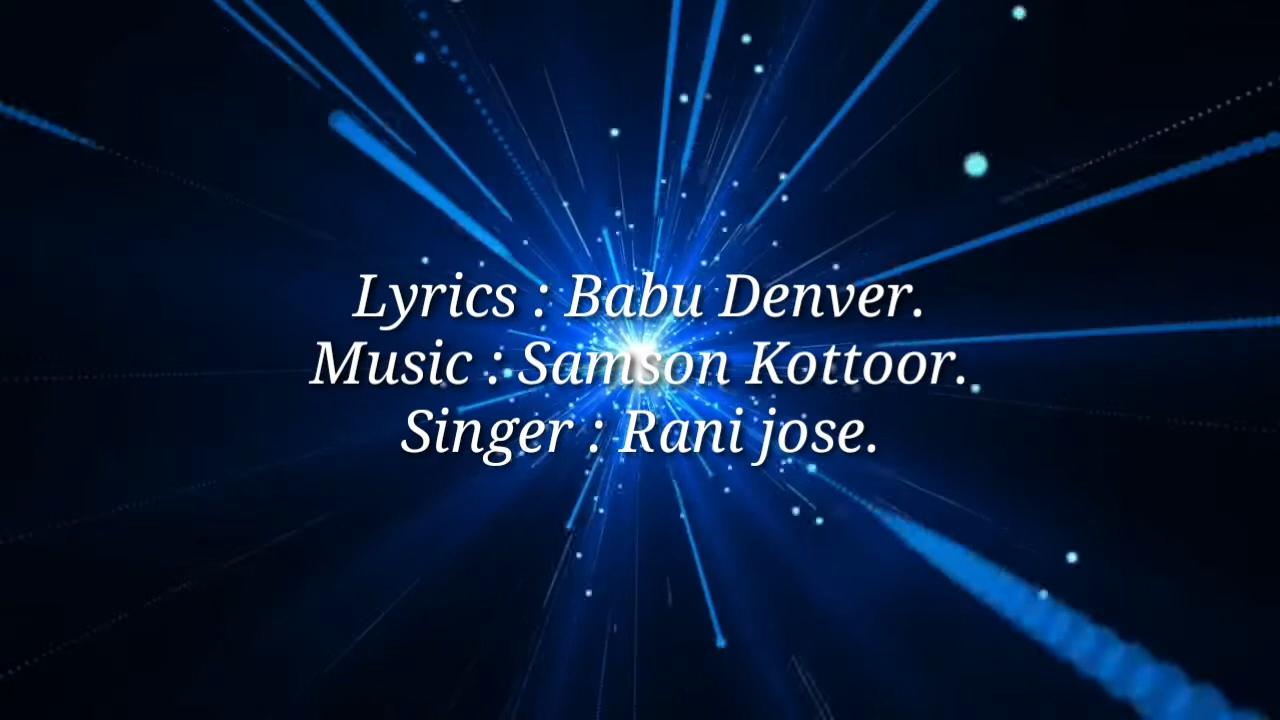 Lyrics : Babu Denver.
Music : Samson Kottoor.
Singer : Rani jose.